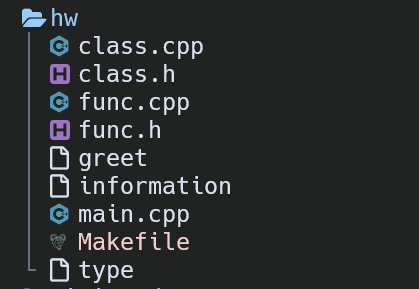 hw
class.cpp
class.h
func.cpp
func.h
greet
information
main.cpp
Makefile
type